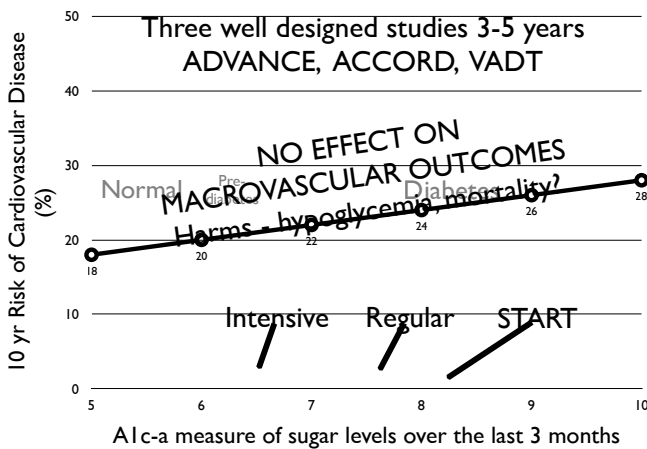 Three well designed studies 3-5 years
ADVANCE, ACCORD, VADT
50
40
30
20
10
0
10 yr Risk of Cardiovascular Disease
(%)
NO EFFECT ON
MACROVASCULAR OUTCOMES
Harms - hypoglycemia, mortality?
Normal
Pre-
diabetes
Diabetes
18
20
22
24
26
28
Intensive
Regular
START
5
6
7
8
9
10
A1c-a measure of sugar levels over the last 3 months